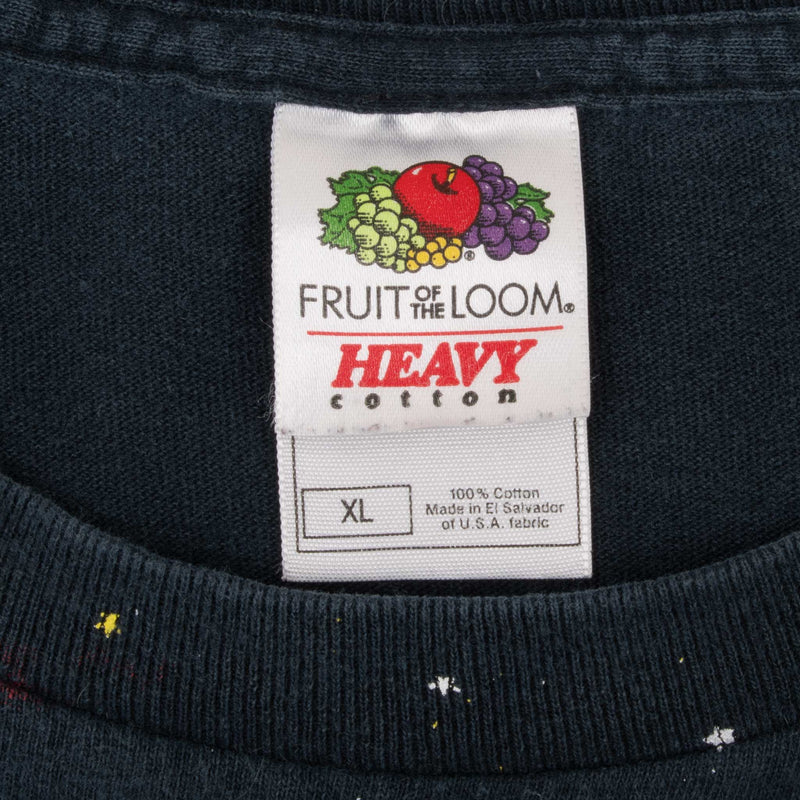 FRUIT OF THE LOOM®
HEAVY
cotton
XL
100% Cotton
Made in El Salvador
of U.S.A. fabric